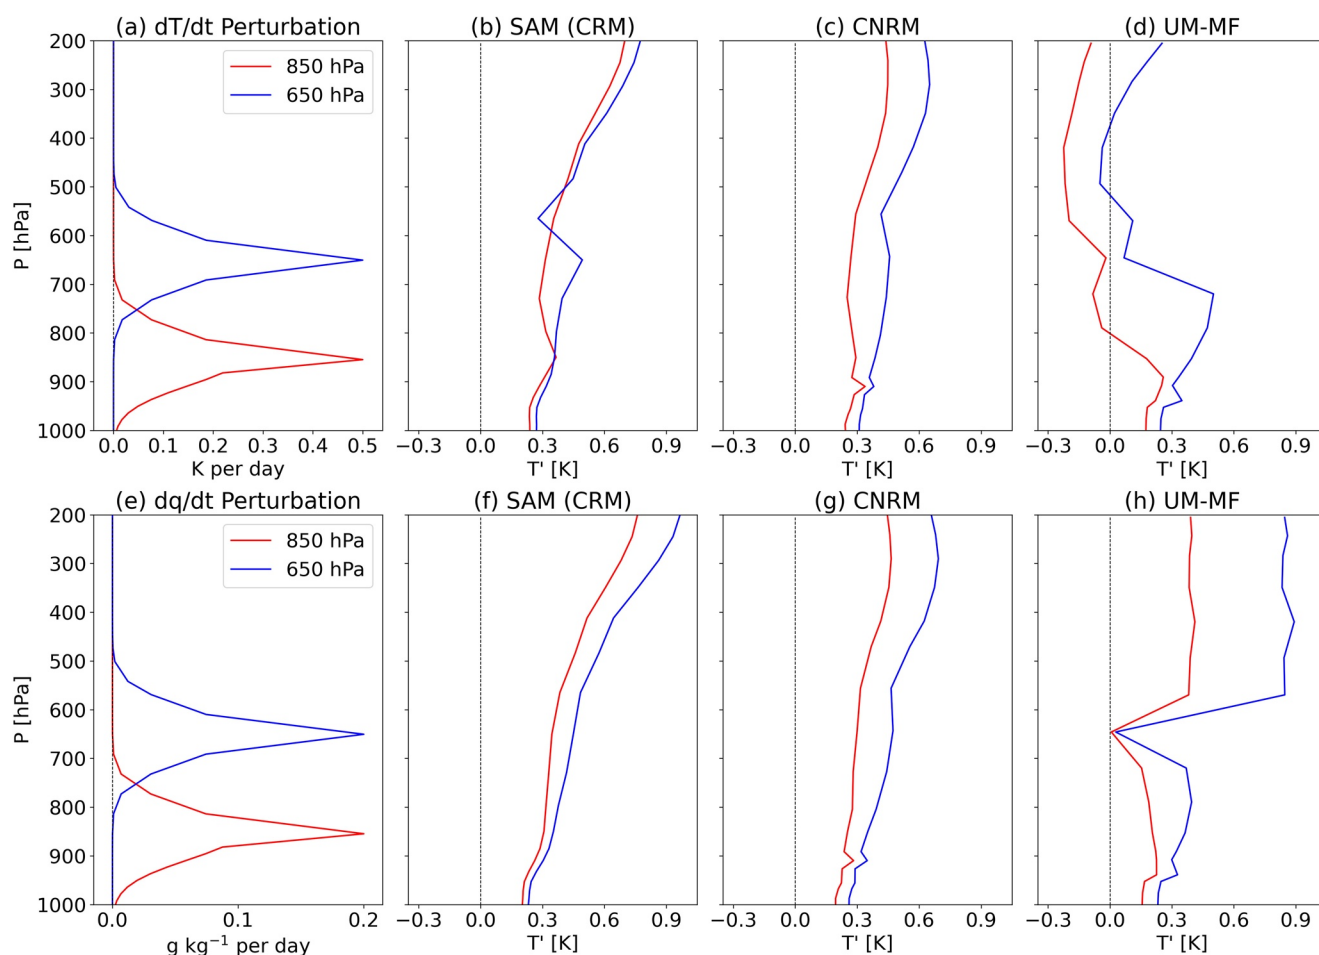 (a) dT/dt Perturbation (b) SAM (CRM) (c) CNRM (d) UM-MF
850 hPa
650 hPa
200
300
400
500
600
700
800
900
1000
P [hPa]
0.0 0.1 0.2 0.3 0.4 0.5
K per day
−0.3 0.0 0.3 0.6 0.9
T' [K]
−0.3 0.0 0.3 0.6 0.9
T' [K]
−0.3 0.0 0.3 0.6 0.9
T' [K]
(e) dq/dt Perturbation (f) SAM (CRM) (g) CNRM (h) UM-MF
850 hPa
650 hPa
200
300
400
500
600
700
800
900
1000
P [hPa]
0.0 0.1 0.2
g kg⁻¹ per day
−0.3 0.0 0.3 0.6 0.9
T' [K]
−0.3 0.0 0.3 0.6 0.9
T' [K]
−0.3 0.0 0.3 0.6 0.9
T' [K]